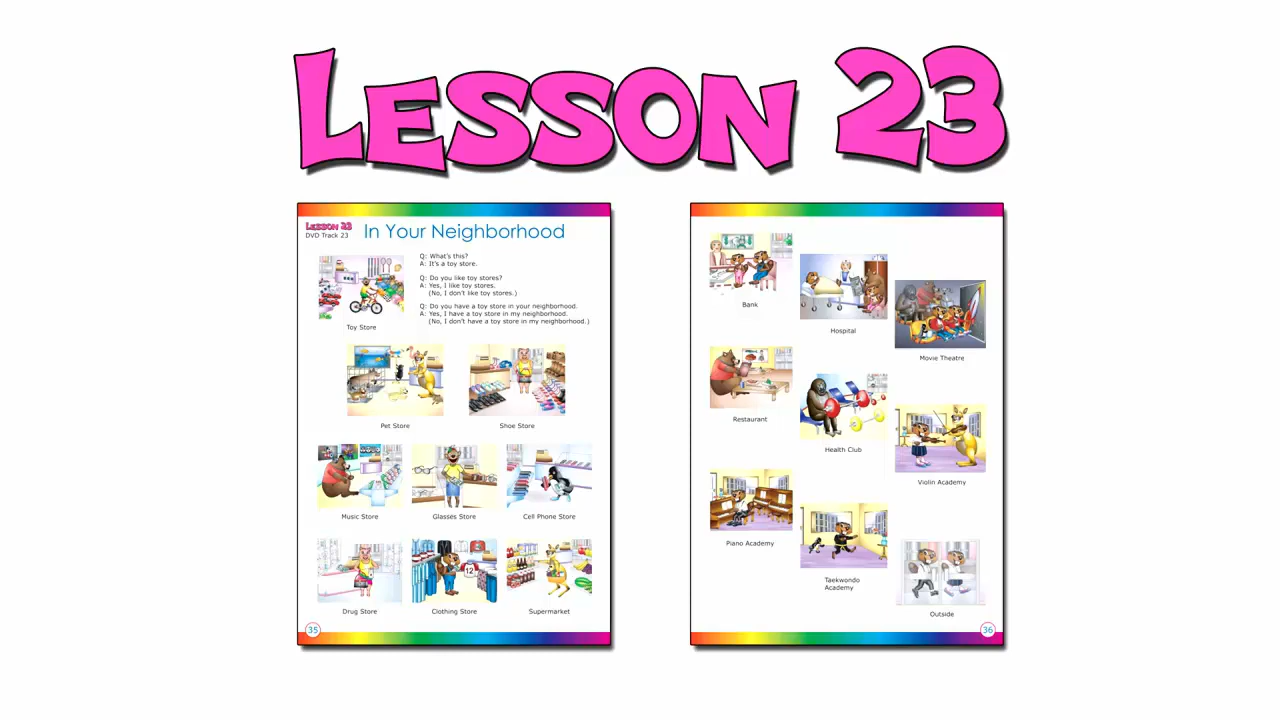 LESSON 23
LESSON 23
DVD Track 23
In Your Neighborhood
Q: What's this?
A: It's a toy store.
Q: Do you like toy stores?
A: Yes, I like toy stores.
(No, I don't like toy stores.)
Q: Do you have a toy store in your neighborhood.
A: Yes, I have a toy store in my neighborhood.
(No, I don't have a toy store in my neighborhood.)
Toy Store
Pet Store
Shoe Store
Music Store
Glasses Store
Cell Phone Store
12
Drug Store
Clothing Store
Supermarket
35
Bank
Hospital
Movie Theatre
Restaurant
Health Club
Violin Academy
Piano Academy
Taekwondo
Academy
Outside
36